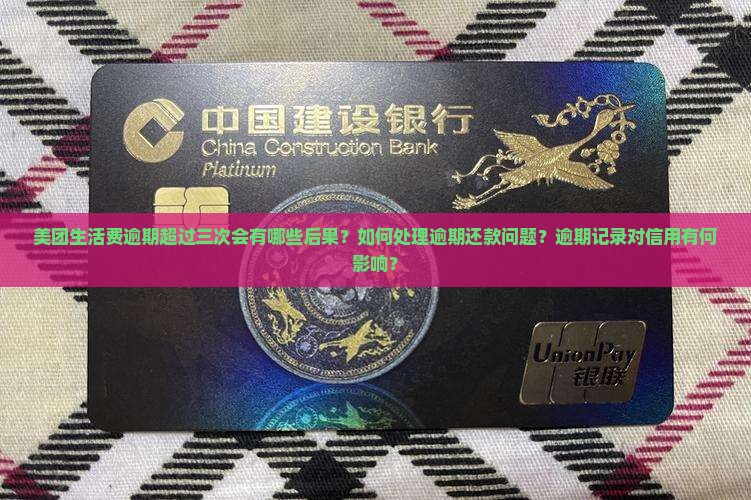 中国建设银行
China Construction Bank
Platinum
美团生活费逾期超过三次会有哪些后果？如何处理逾期还款问题？逾期记录对信用有何
影响？
UnionPay
银联